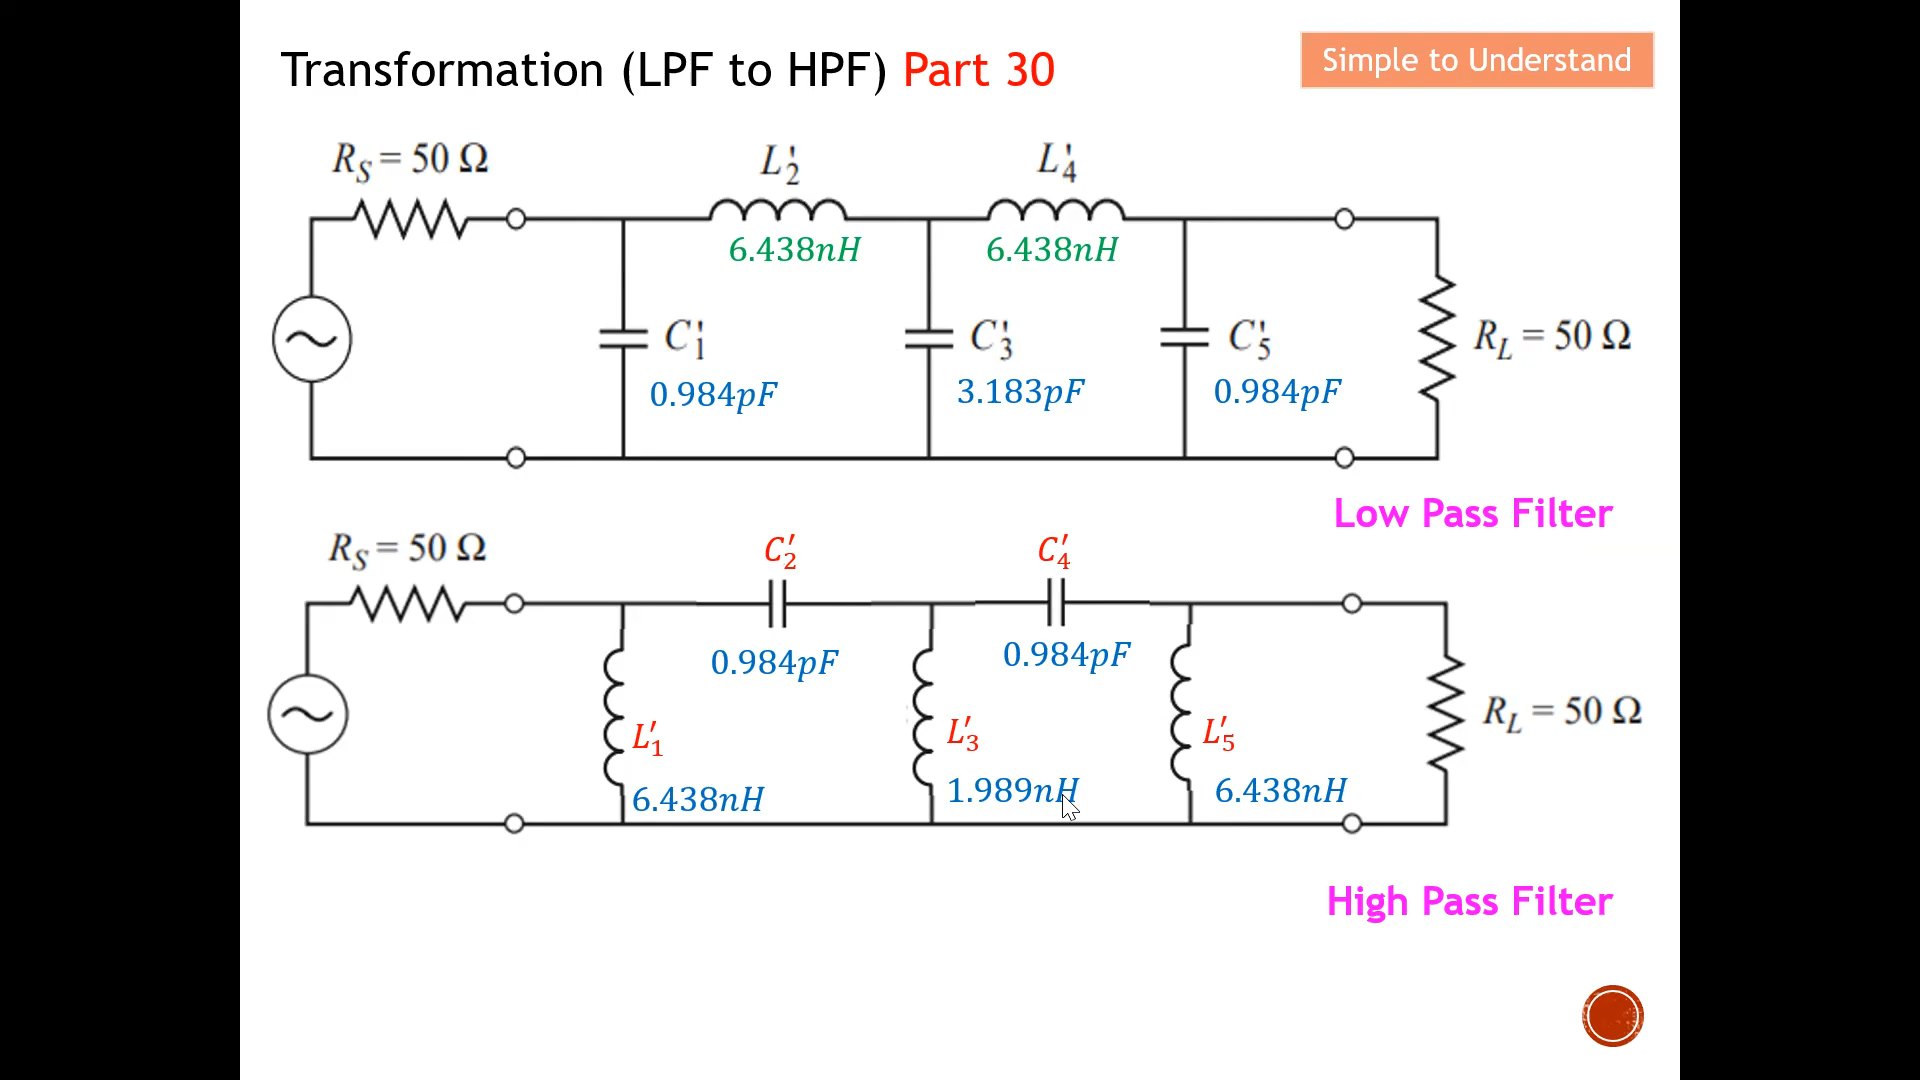 Transformation (LPF to HPF) Part 30
Simple to Understand
R_S = 50 Ω
L'_2
L'_4
6.438nH
6.438nH
C'_1
C'_3
C'_5
R_L = 50 Ω
0.984pF
3.183pF
0.984pF
Low Pass Filter
R_S = 50 Ω
C'_2
C'_4
0.984pF
0.984pF
L'_1
L'_3
L'_5
R_L = 50 Ω
6.438nH
1.989nH
6.438nH
High Pass Filter